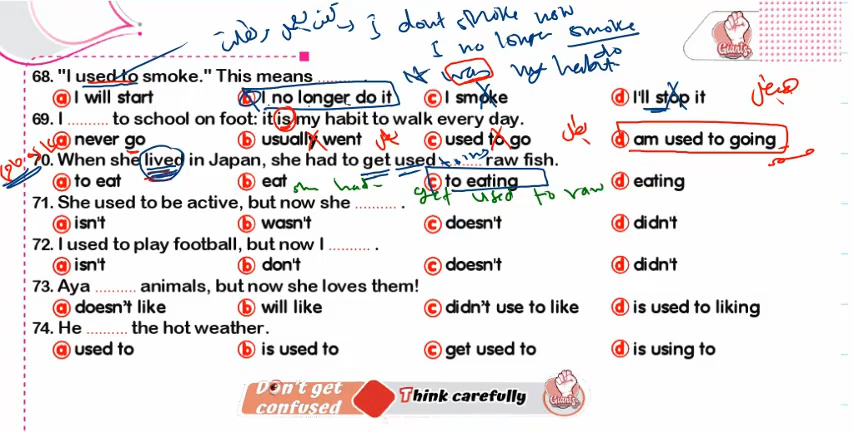 I dont smoke now
I no longer smoke
do
It was my habit
68. "I used to smoke." This means ..........
ⓐ I will start ⓑ I no longer do it ⓒ I smoke ⓓ I'll stop it
69. I .......... to school on foot: it is my habit to walk every day.
ⓐ never go ⓑ usually went ⓒ used to go ⓓ am used to going
70. When she lived in Japan, she had to get used .......... raw fish.
ⓐ to eat ⓑ eat ⓒ to eating ⓓ eating
she had
get used to raw
71. She used to be active, but now she .......... .
ⓐ isn't ⓑ wasn't ⓒ doesn't ⓓ didn't
72. I used to play football, but now I .......... .
ⓐ isn't ⓑ don't ⓒ doesn't ⓓ didn't
73. Aya .......... animals, but now she loves them!
ⓐ doesn't like ⓑ will like ⓒ didn't use to like ⓓ is used to liking
74. He .......... the hot weather.
ⓐ used to ⓑ is used to ⓒ get used to ⓓ is using to
Don't get
confused
Think carefully
Giants